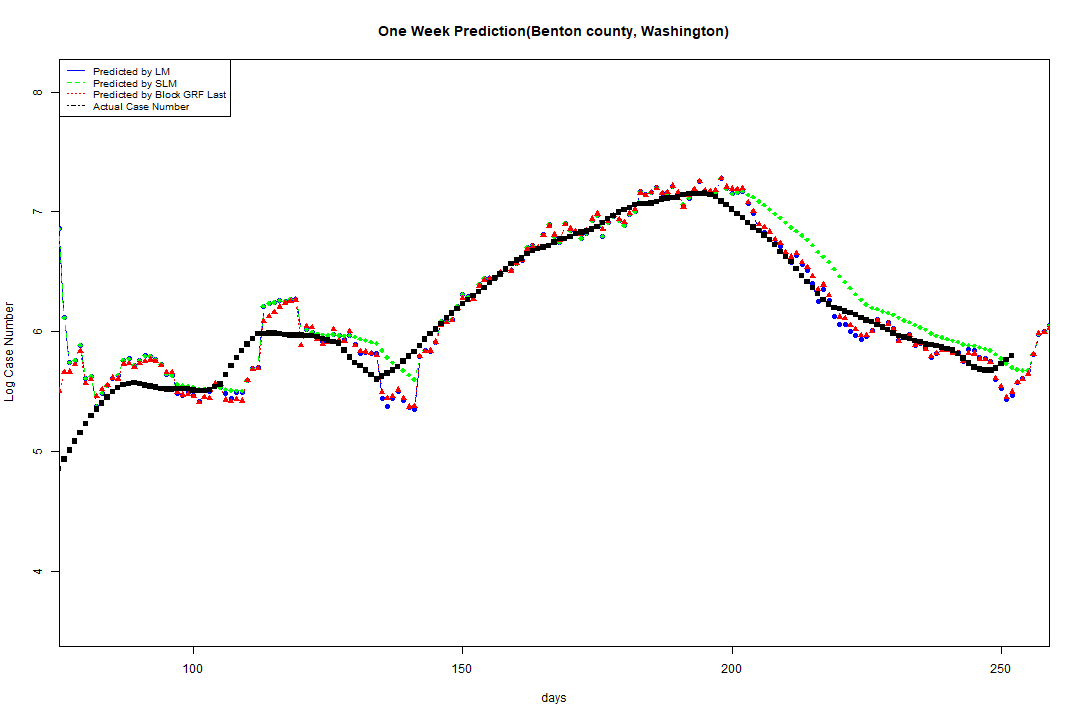 One Week Prediction(Benton county, Washington)
Predicted by LM
Predicted by SLM
Predicted by Block GRF Last
Actual Case Number
8
7
6
5
4
Log Case Number
100
150
200
250
days